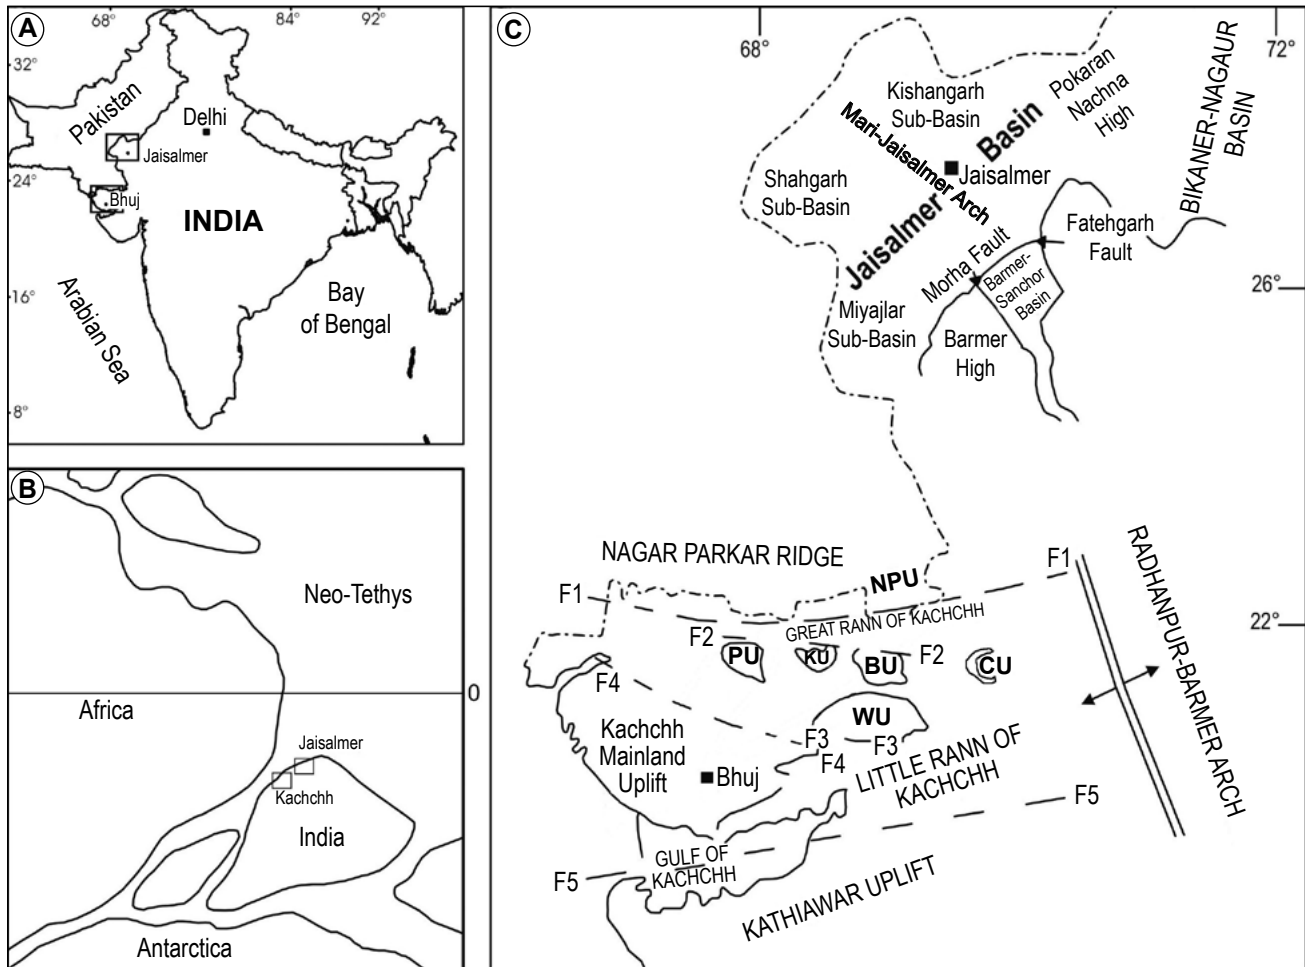 A
68°
84°
92°
32°
Pakistan
Delhi
Jaisalmer
24°
Bhuj
INDIA
16°
Arabian Sea
Bay
of Bengal
8°
B
Neo-Tethys
0
Africa
Jaisalmer
Kachchh
India
Antarctica
C
68°
72°
Kishangarh
Sub-Basin
Pokaran
Nachna
High
BIKANER-NAGAUR
BASIN
Mari-Jaisalmer Arch
Jaisalmer Basin
Jaisalmer
Shahgarh
Sub-Basin
Fatehgarh
Fault
Morha Fault
Barmer-
Sanchor
Basin
26°
Miyajlar
Sub-Basin
Barmer
High
NAGAR PARKAR RIDGE
NPU
F1
F1
RADHANPUR-BARMER ARCH
GREAT RANN OF KACHCHH
22°
F2
F2
PU
KU
BU
CU
F4
WU
Kachchh
Mainland
Uplift
F3
F3
F4
Bhuj
LITTLE RANN OF
KACHCHH
F5
GULF OF
KACHCHH
F5
KATHIAWAR UPLIFT